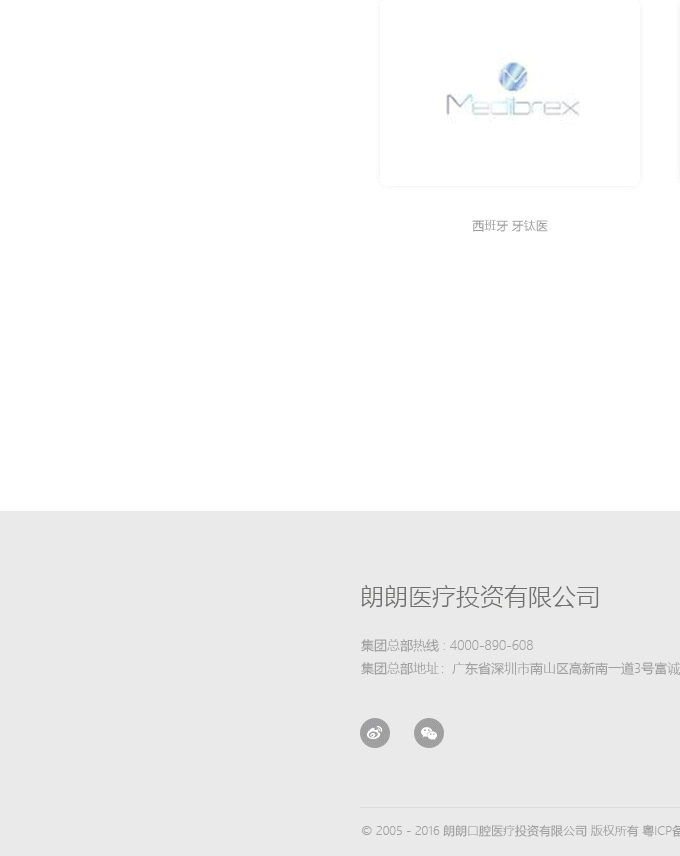 Medibrex
西班牙 牙钛医
朗朗医疗投资有限公司
集团总部热线 : 4000-890-608
集团总部地址 : 广东省深圳市南山区高新南一道3号富诚
© 2005 - 2016 朗朗口腔医疗投资有限公司 版权所有 粤ICP备